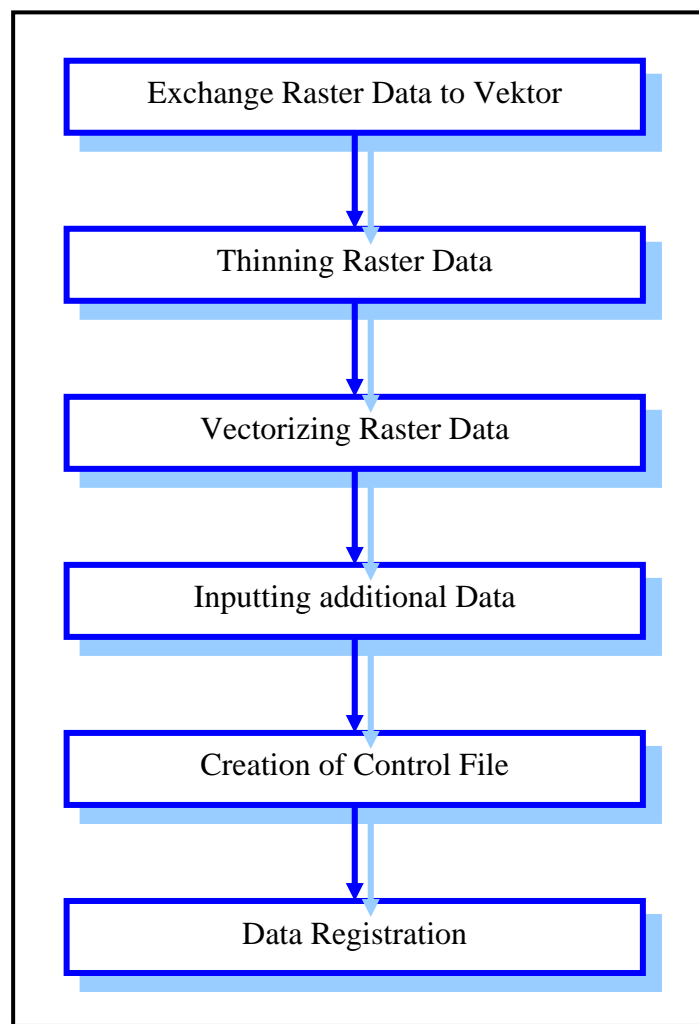 Exchange Raster Data to Vektor
Thinning Raster Data
Vectorizing Raster Data
Inputting additional Data
Creation of Control File
Data Registration